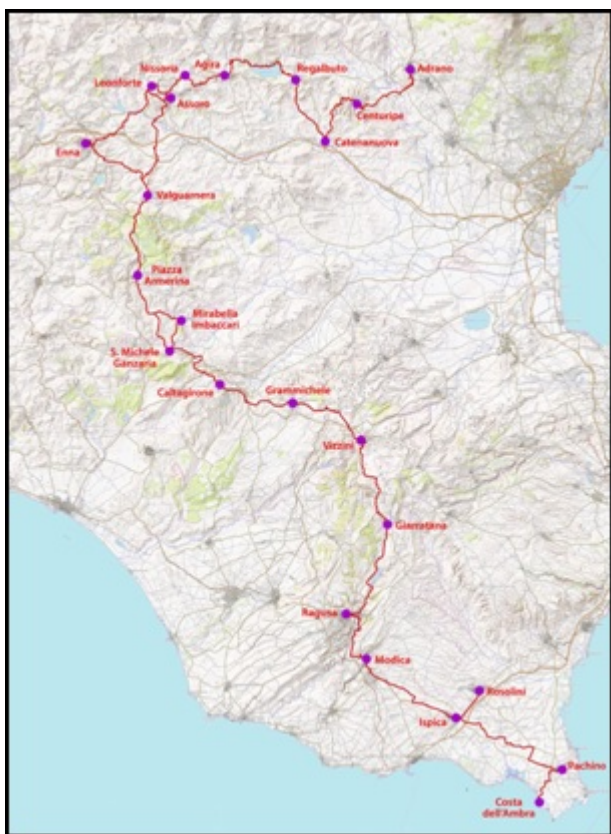 Nissoria
Agira
Regalbuto
Adrano
Leonforte
Assoro
Centuripe
Catenanuova
Enna
Valguarnera
Piazza
Armerina
Mirabella
Imbaccari
S. Michele
Ganzaria
Caltagirone
Grammichele
Vizzini
Giarratana
Ragusa
Modica
Rosolini
Ispica
Pachino
Costa
dell'Ambra